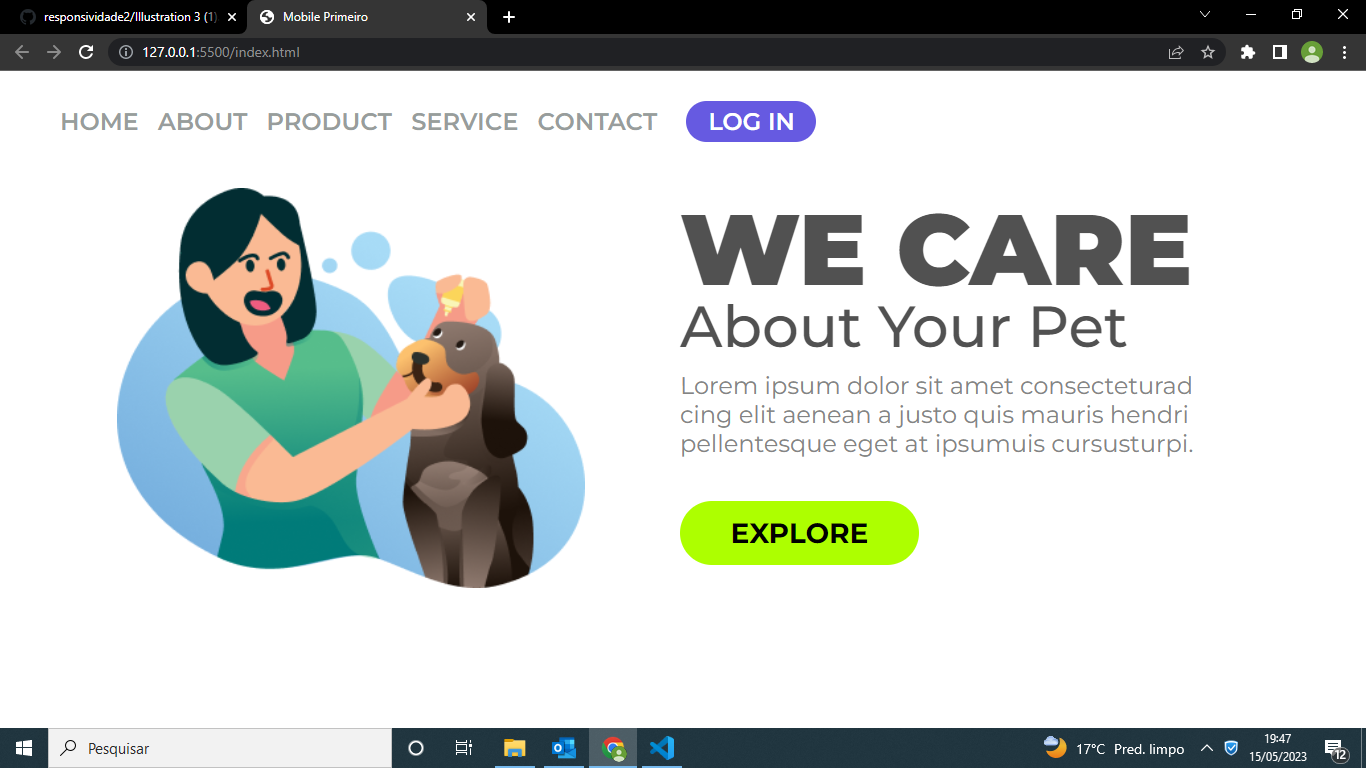 responsividade2/Illustration 3 (1)
Mobile Primeiro
127.0.0.1:5500/index.html
HOME ABOUT PRODUCT SERVICE CONTACT LOG IN
WE CARE
About Your Pet
Lorem ipsum dolor sit amet consecteturad
cing elit aenean a justo quis mauris hendri
pellentesque eget at ipsumuis cursusturpi.
EXPLORE
Pesquisar
17°C Pred. limpo
19:47
15/05/2023
12